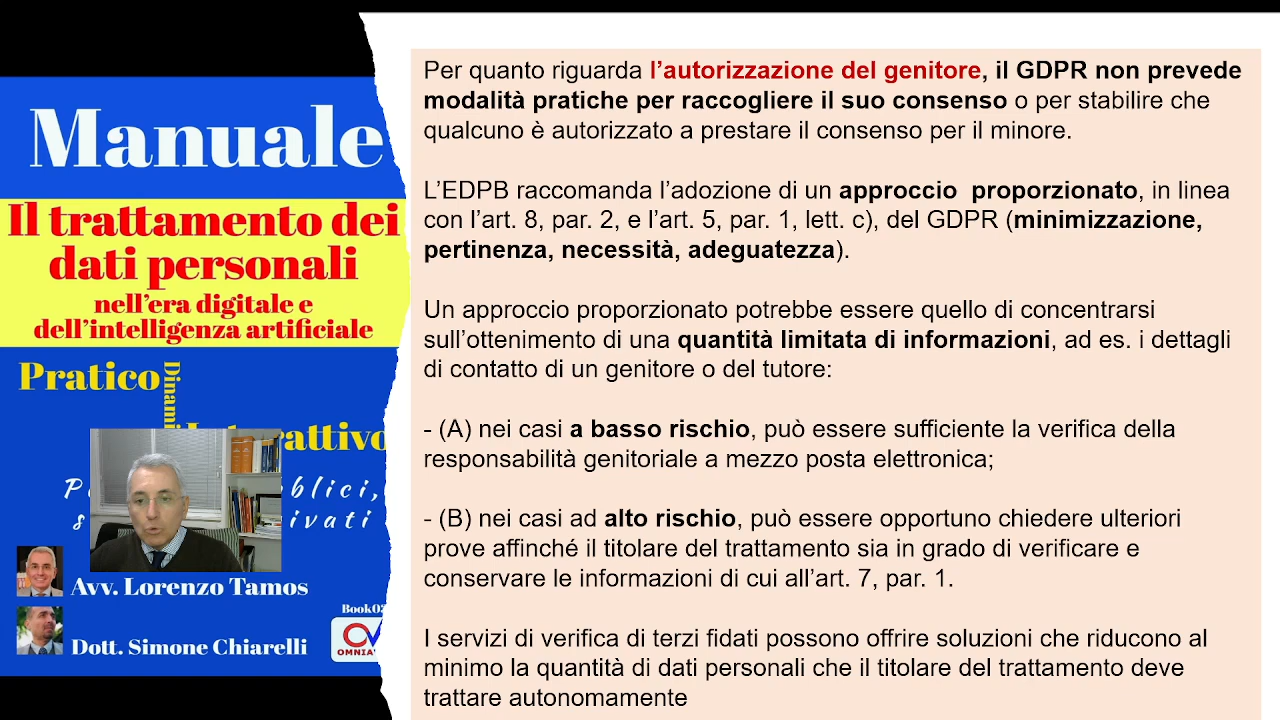 Manuale
Il trattamento dei
dati personali
nell'era digitale e
dell'intelligenza artificiale
Pratico
Avv. Lorenzo Tamos
Dott. Simone Chiarelli
Per quanto riguarda l’autorizzazione del genitore, il GDPR non prevede
modalità pratiche per raccogliere il suo consenso o per stabilire che
qualcuno è autorizzato a prestare il consenso per il minore.
L’EDPB raccomanda l’adozione di un approccio proporzionato, in linea
con l’art. 8, par. 2, e l’art. 5, par. 1, lett. c), del GDPR (minimizzazione,
pertinenza, necessità, adeguatezza).
Un approccio proporzionato potrebbe essere quello di concentrarsi
sull’ottenimento di una quantità limitata di informazioni, ad es. i dettagli
di contatto di un genitore o del tutore:
- (A) nei casi a basso rischio, può essere sufficiente la verifica della
responsabilità genitoriale a mezzo posta elettronica;
- (B) nei casi ad alto rischio, può essere opportuno chiedere ulteriori
prove affinché il titolare del trattamento sia in grado di verificare e
conservare le informazioni di cui all’art. 7, par. 1.
I servizi di verifica di terzi fidati possono offrire soluzioni che riducono al
minimo la quantità di dati personali che il titolare del trattamento deve
trattare autonomamente